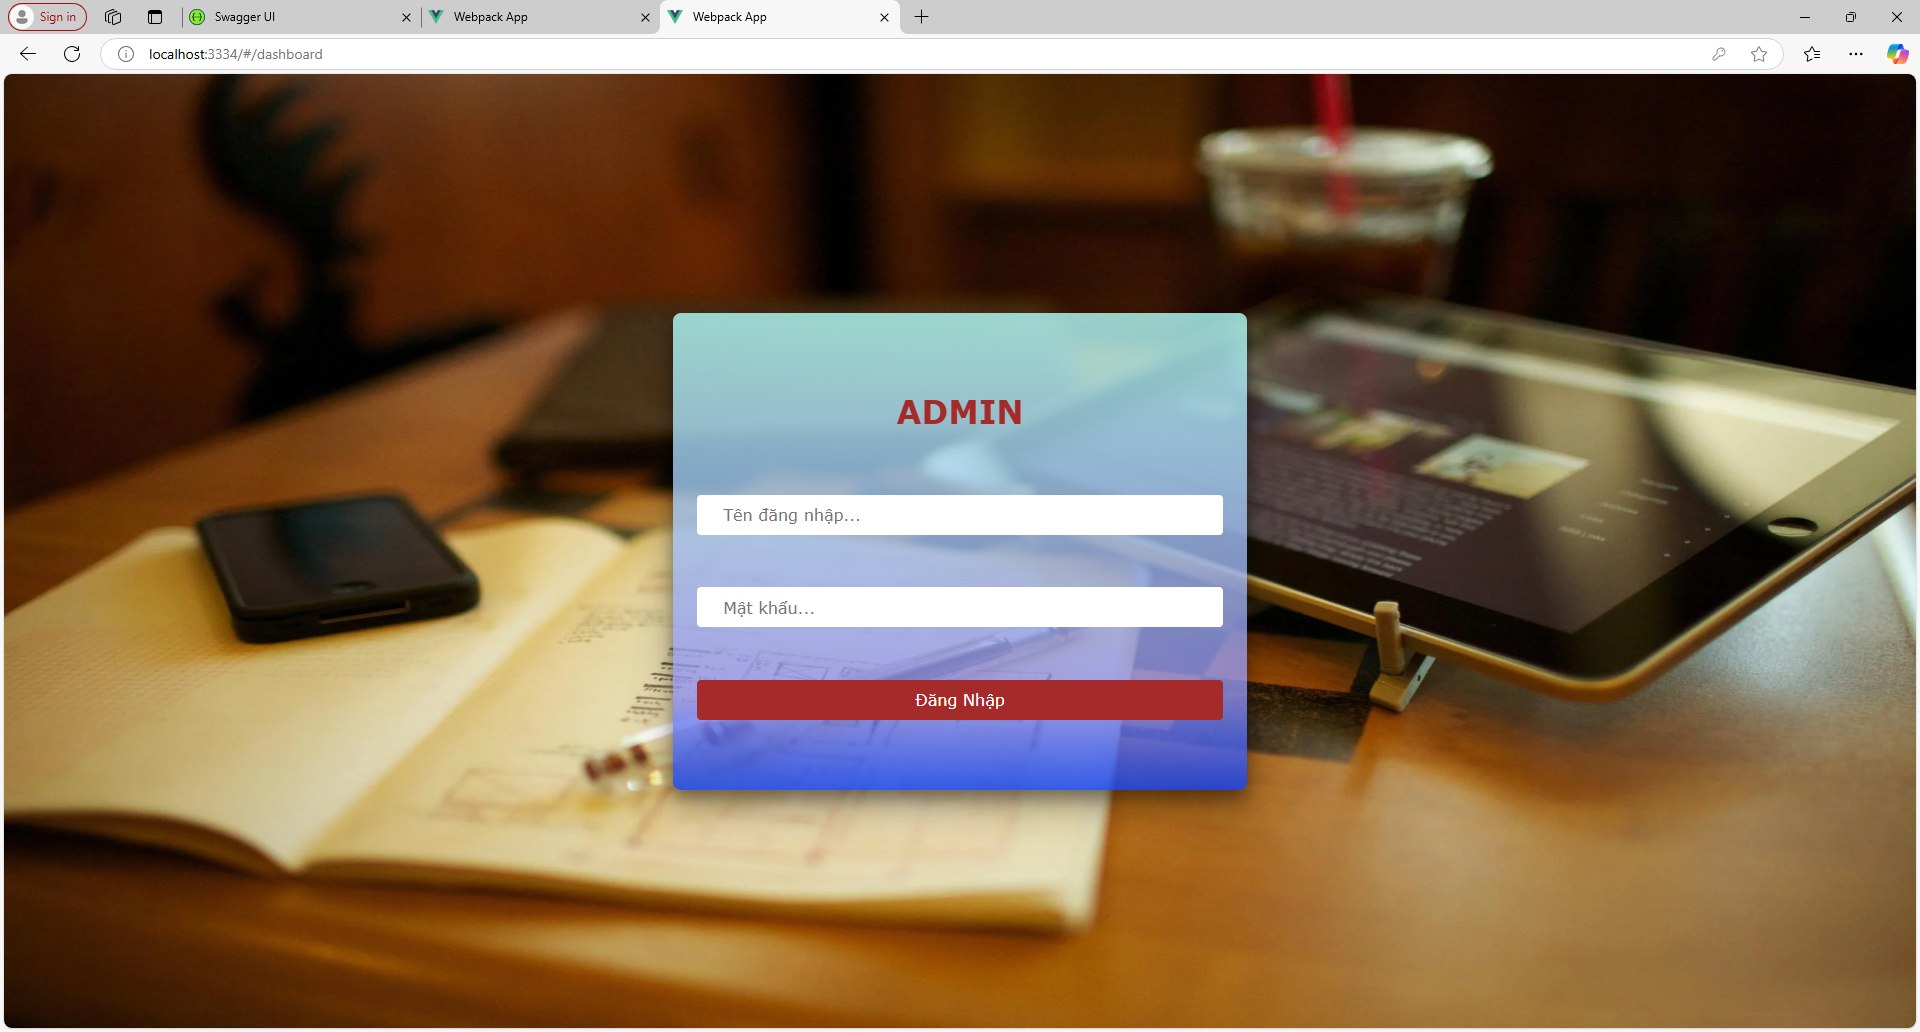 Sign in
Swagger UI
Webpack App
Webpack App
localhost:3334/#/dashboard
ADMIN
Tên đăng nhập...
Mật khẩu...
Đăng Nhập